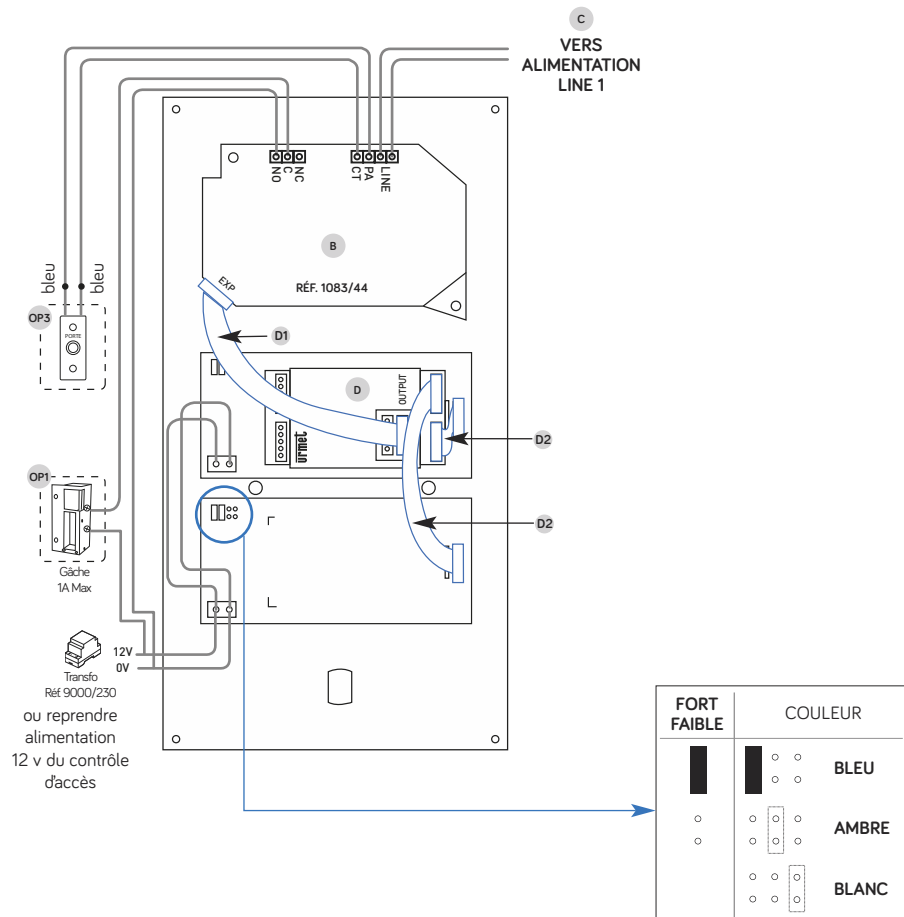 C
VERS
ALIMENTATION
LINE 1
NO
C
NC
CT
PA
LINE
B
RÉF. 1083/44
EXP
bleu
bleu
OP3
PORTE
D1
D
OUTPUT
urmet
D2
OP1
D2
Gâche
1A Max
12V
0V
Transfo
Réf. 9000/230
ou reprendre
alimentation
12 v du contrôle
d'accès
FORT
FAIBLE
COULEUR
BLEU
AMBRE
BLANC